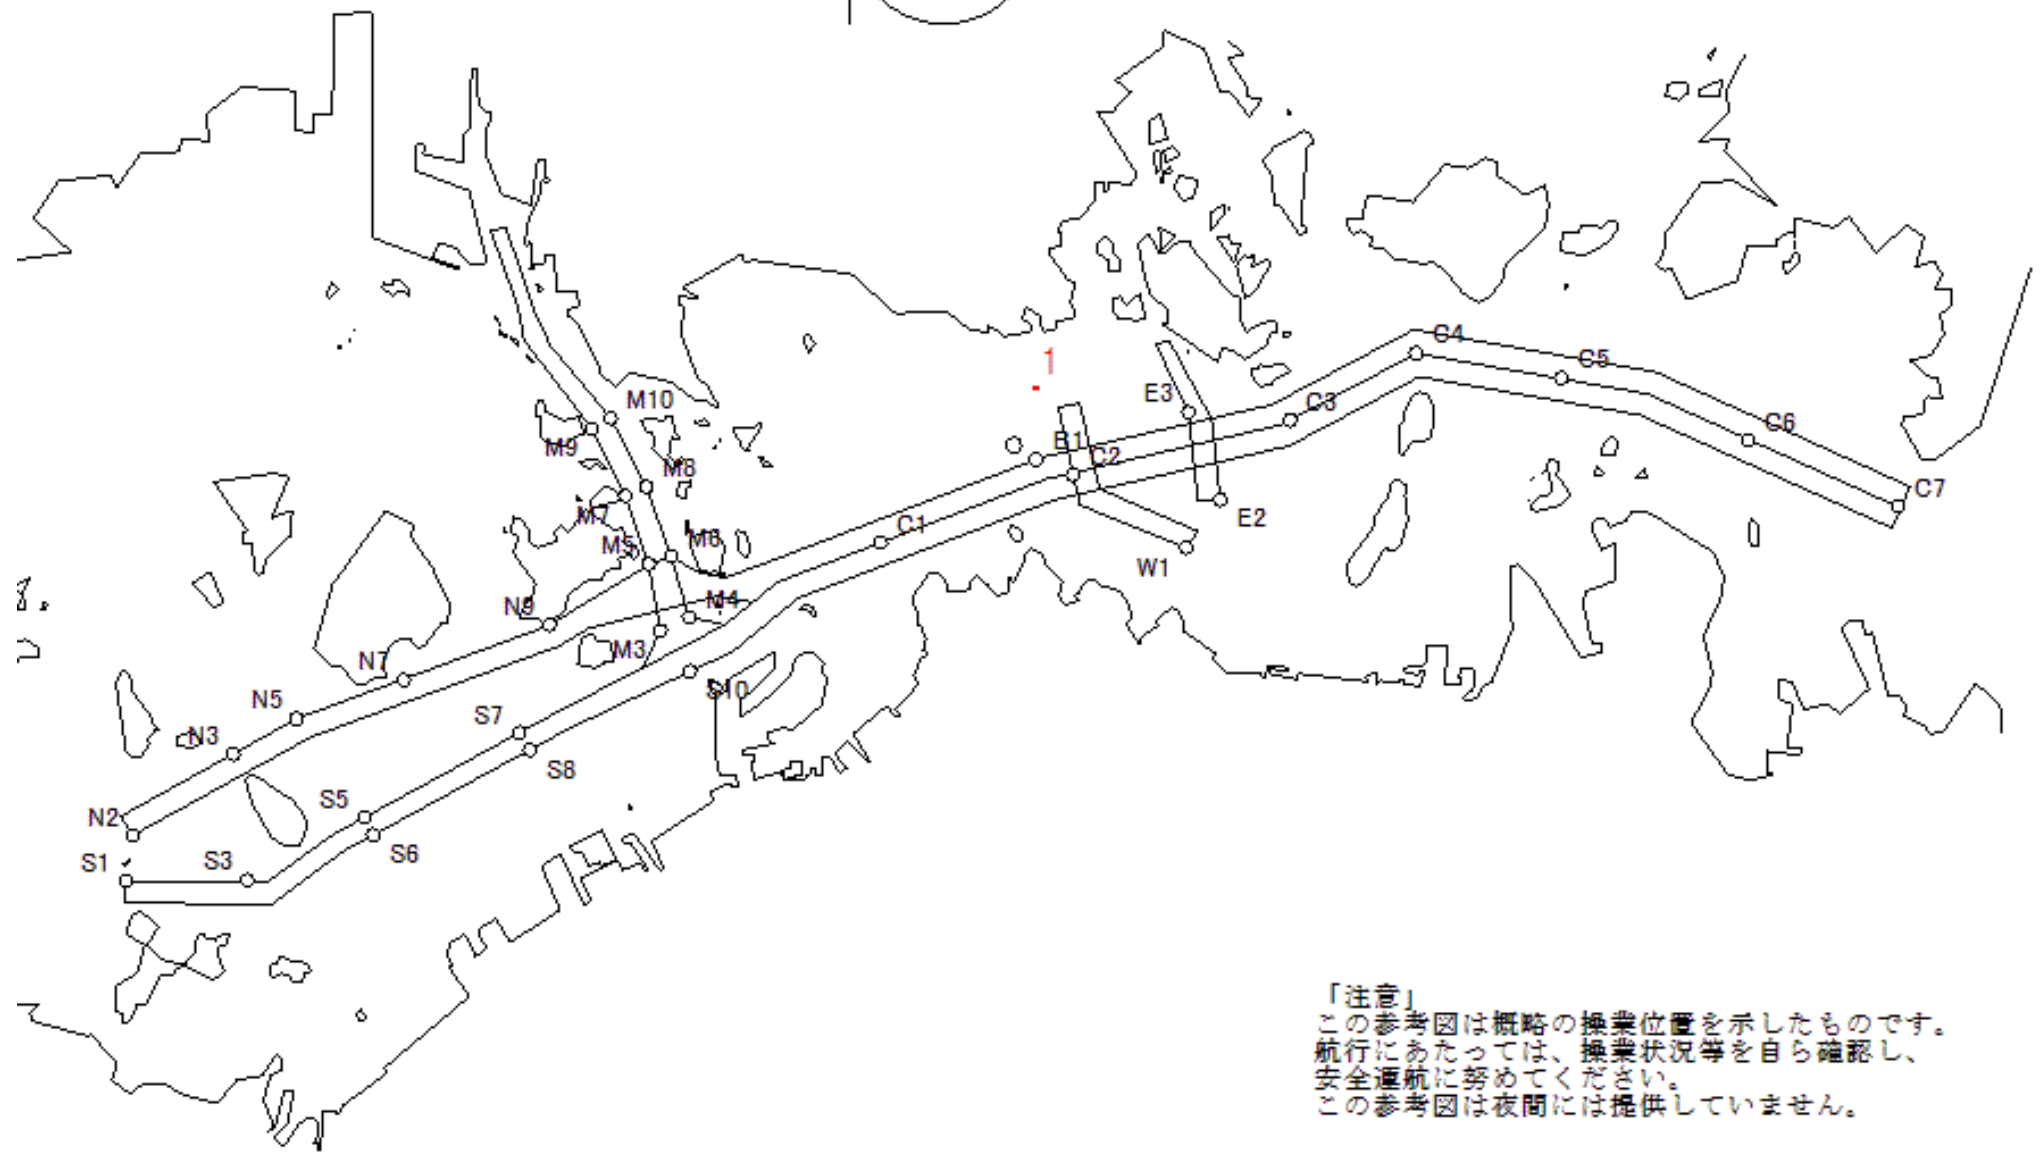 C4
C5
1
E3
M10
C3
C6
M9
B1
C2
M8
C7
M7
E2
C1
M5
M6
W1
N9
M4
M3
N7
S10
N5
S7
N3
S8
S5
N2
S6
S1
S3
「注意」
この参考図は概略の操業位置を示したものです。
航行にあたっては、操業状況等を自ら確認し、
安全運航に努めてください。
この参考図は夜間には提供していません。